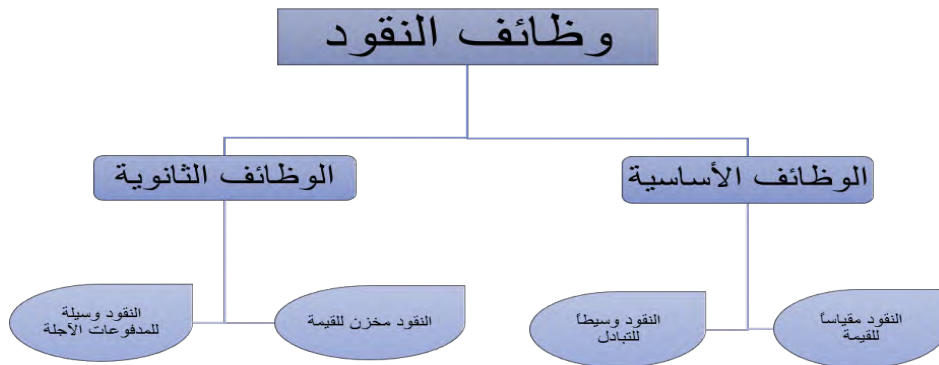 وظائف النقود
الوظائف الأساسية
الوظائف الثانوية
النقود مقياساً
للقيمة
النقود وسيطاً
للتبادل
النقود مخزن للقيمة
النقود وسيلة
للمدفوعات الآجلة